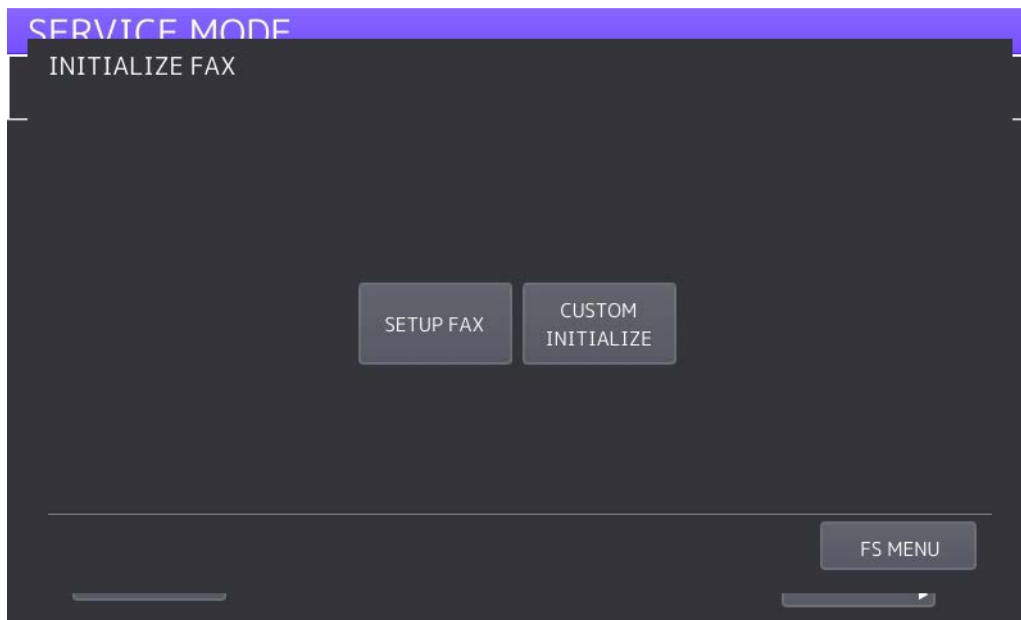 SERVICE MODE
INITIALIZE FAX
SETUP FAX
CUSTOM
INITIALIZE
FS MENU